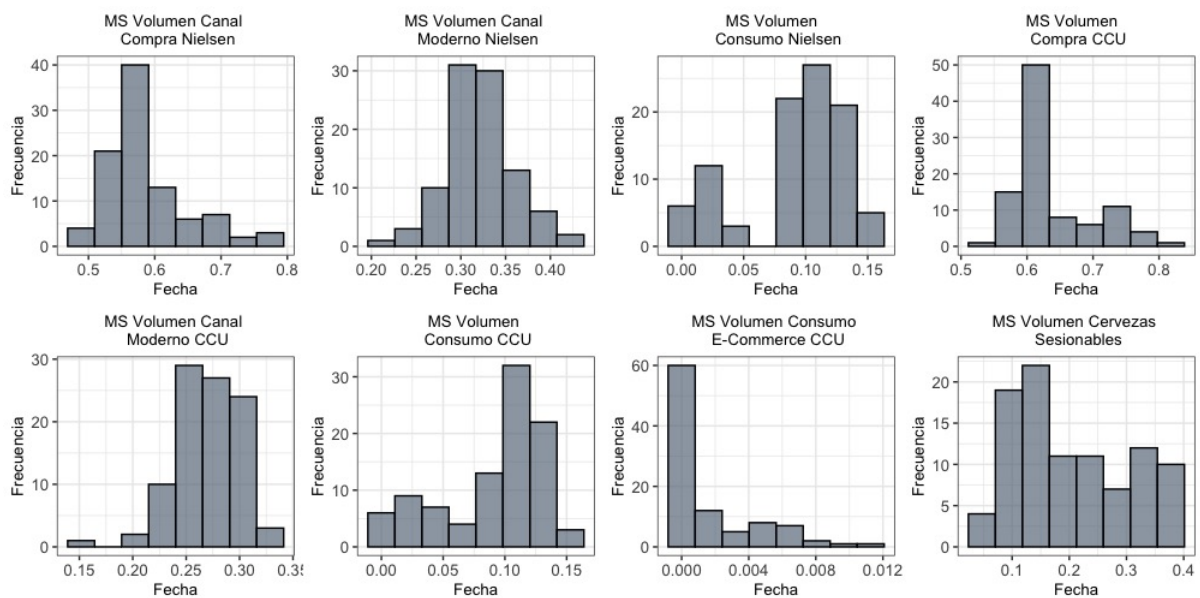 MS Volumen Canal
Compra Nielsen
Frecuencia
40
30
20
10
0
0.5 0.6 0.7 0.8
Fecha
MS Volumen Canal
Moderno Nielsen
Frecuencia
30
20
10
0
0.20 0.25 0.30 0.35 0.40
Fecha
MS Volumen
Consumo Nielsen
Frecuencia
20
10
0
0.00 0.05 0.10 0.15
Fecha
MS Volumen
Compra CCU
Frecuencia
50
40
30
20
10
0
0.5 0.6 0.7 0.8
Fecha
MS Volumen Canal
Moderno CCU
Frecuencia
30
20
10
0
0.15 0.20 0.25 0.30 0.35
Fecha
MS Volumen
Consumo CCU
Frecuencia
30
20
10
0
0.00 0.05 0.10 0.15
Fecha
MS Volumen Consumo
E-Commerce CCU
Frecuencia
60
40
20
0
0.000 0.004 0.008 0.012
Fecha
MS Volumen Cervezas
Sesionables
Frecuencia
20
15
10
5
0
0.1 0.2 0.3 0.4
Fecha